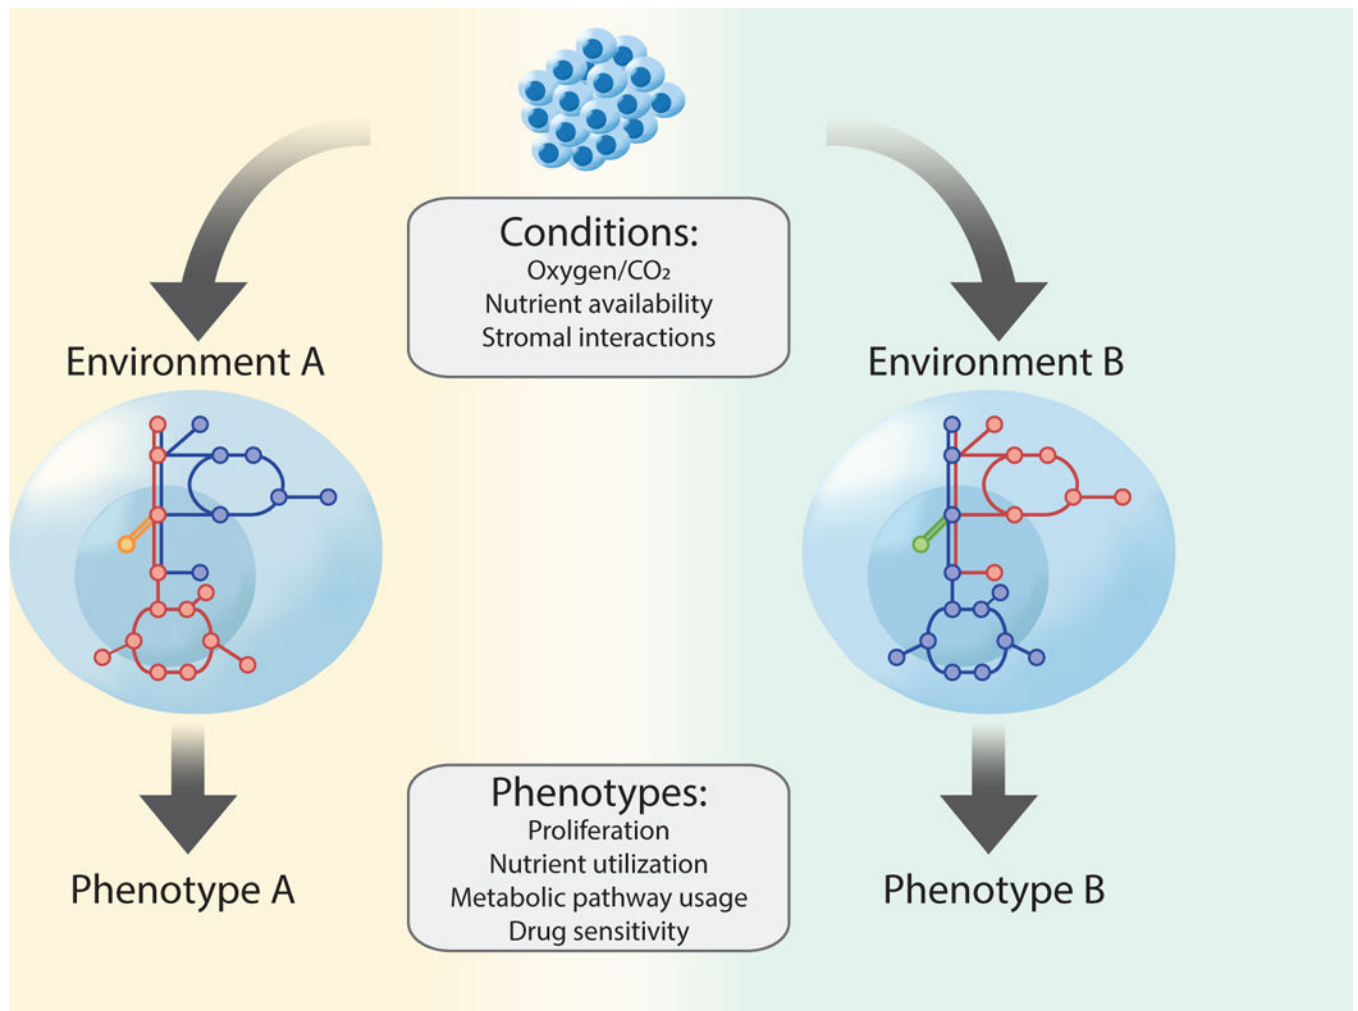 Conditions:
Oxygen/CO₂
Nutrient availability
Stromal interactions
Environment A
Environment B
Phenotypes:
Proliferation
Nutrient utilization
Metabolic pathway usage
Drug sensitivity
Phenotype A
Phenotype B